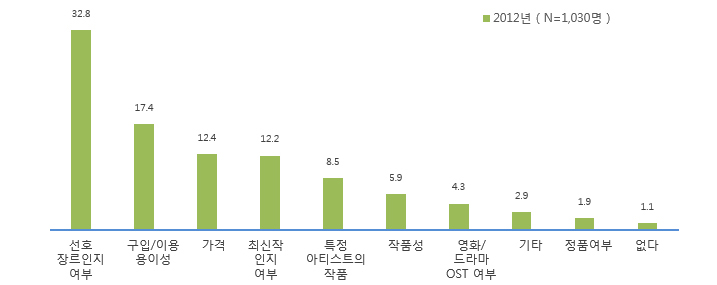 2012년 ( N=1,030명 )
32.8
17.4
12.4
12.2
8.5
5.9
4.3
2.9
1.9
1.1
선호
장르인지
여부
구입/이용
용이성
가격
최신작
인지
여부
특정
아티스트의
작품
작품성
영화/
드라마
OST 여부
기타
정품여부
없다